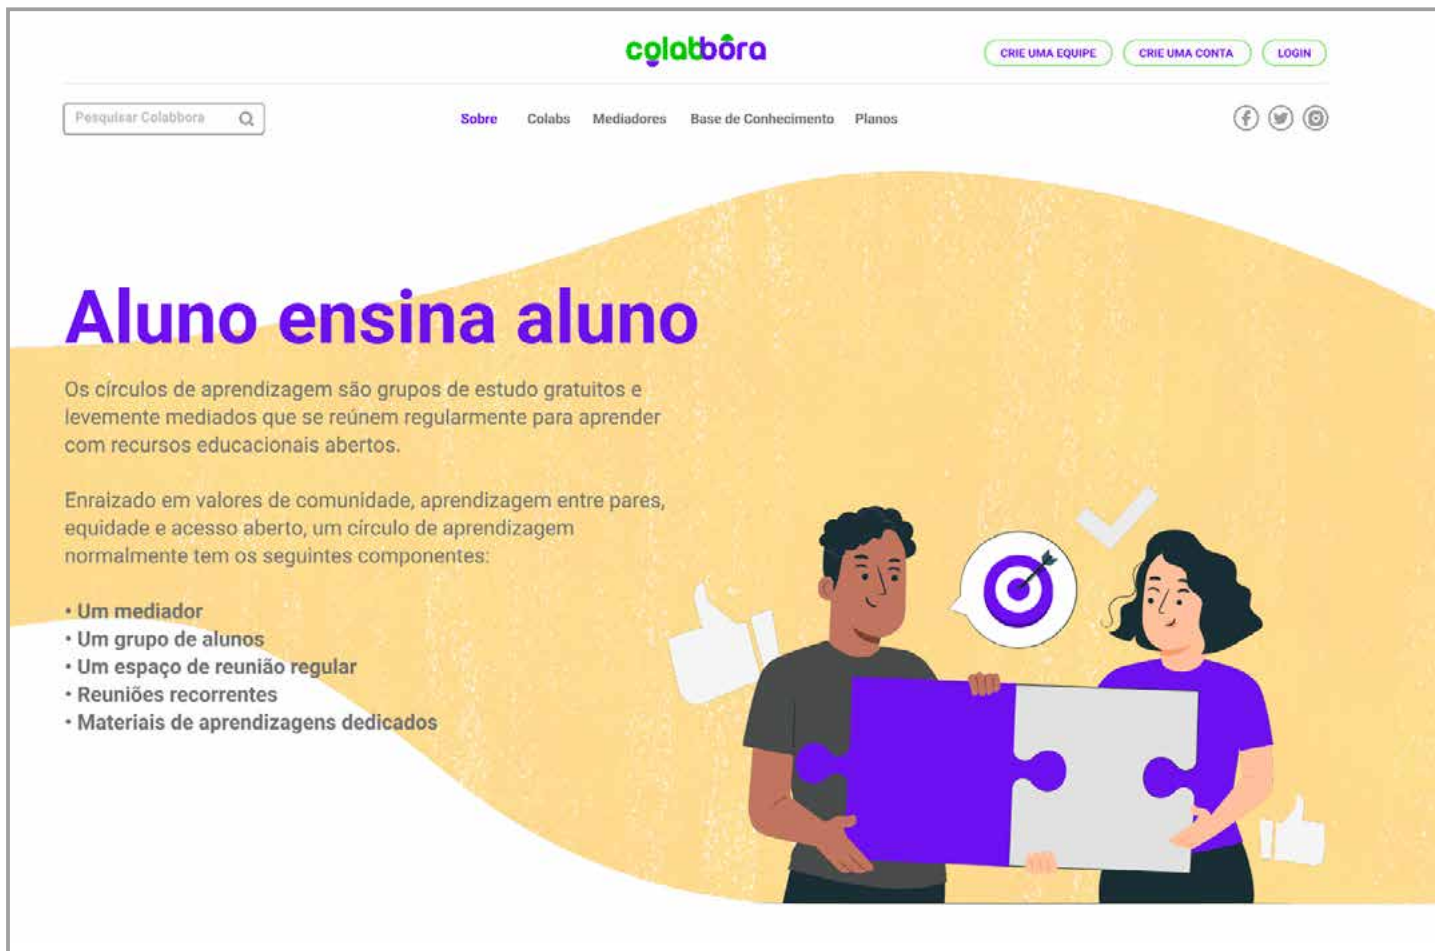 colabbôra
CRIE UMA EQUIPE
CRIE UMA CONTA
LOGIN
Pesquisar Colabbora
Sobre
Colabs
Mediadores
Base de Conhecimento
Planos
Aluno ensina aluno
Os círculos de aprendizagem são grupos de estudo gratuitos e
levemente mediados que se reúnem regularmente para aprender
com recursos educacionais abertos.
Enraizado em valores de comunidade, aprendizagem entre pares,
equidade e acesso aberto, um círculo de aprendizagem
normalmente tem os seguintes componentes:
• Um mediador
• Um grupo de alunos
• Um espaço de reunião regular
• Reuniões recorrentes
• Materiais de aprendizagens dedicados